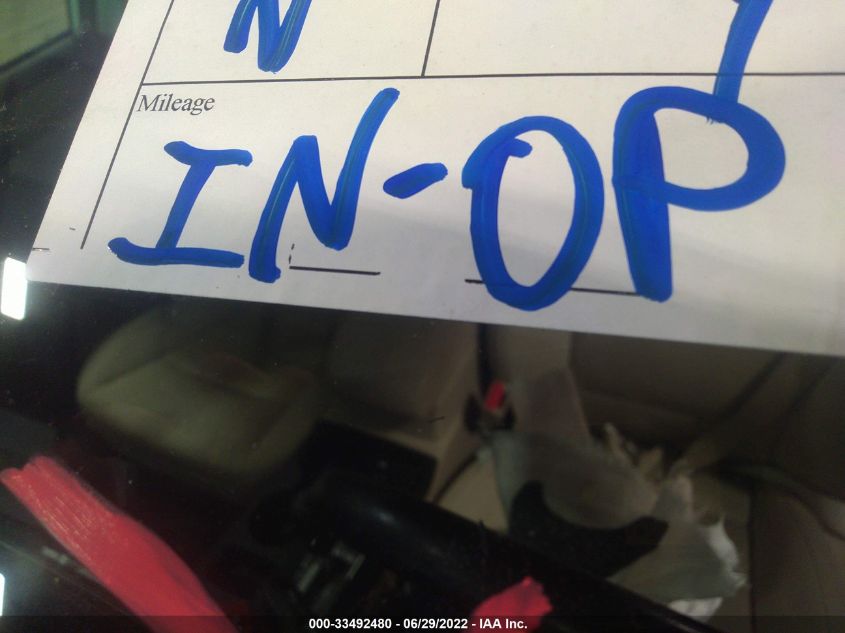 N
Mileage
IN-OP
000-33492480 - 06/29/2022 - IAA Inc.